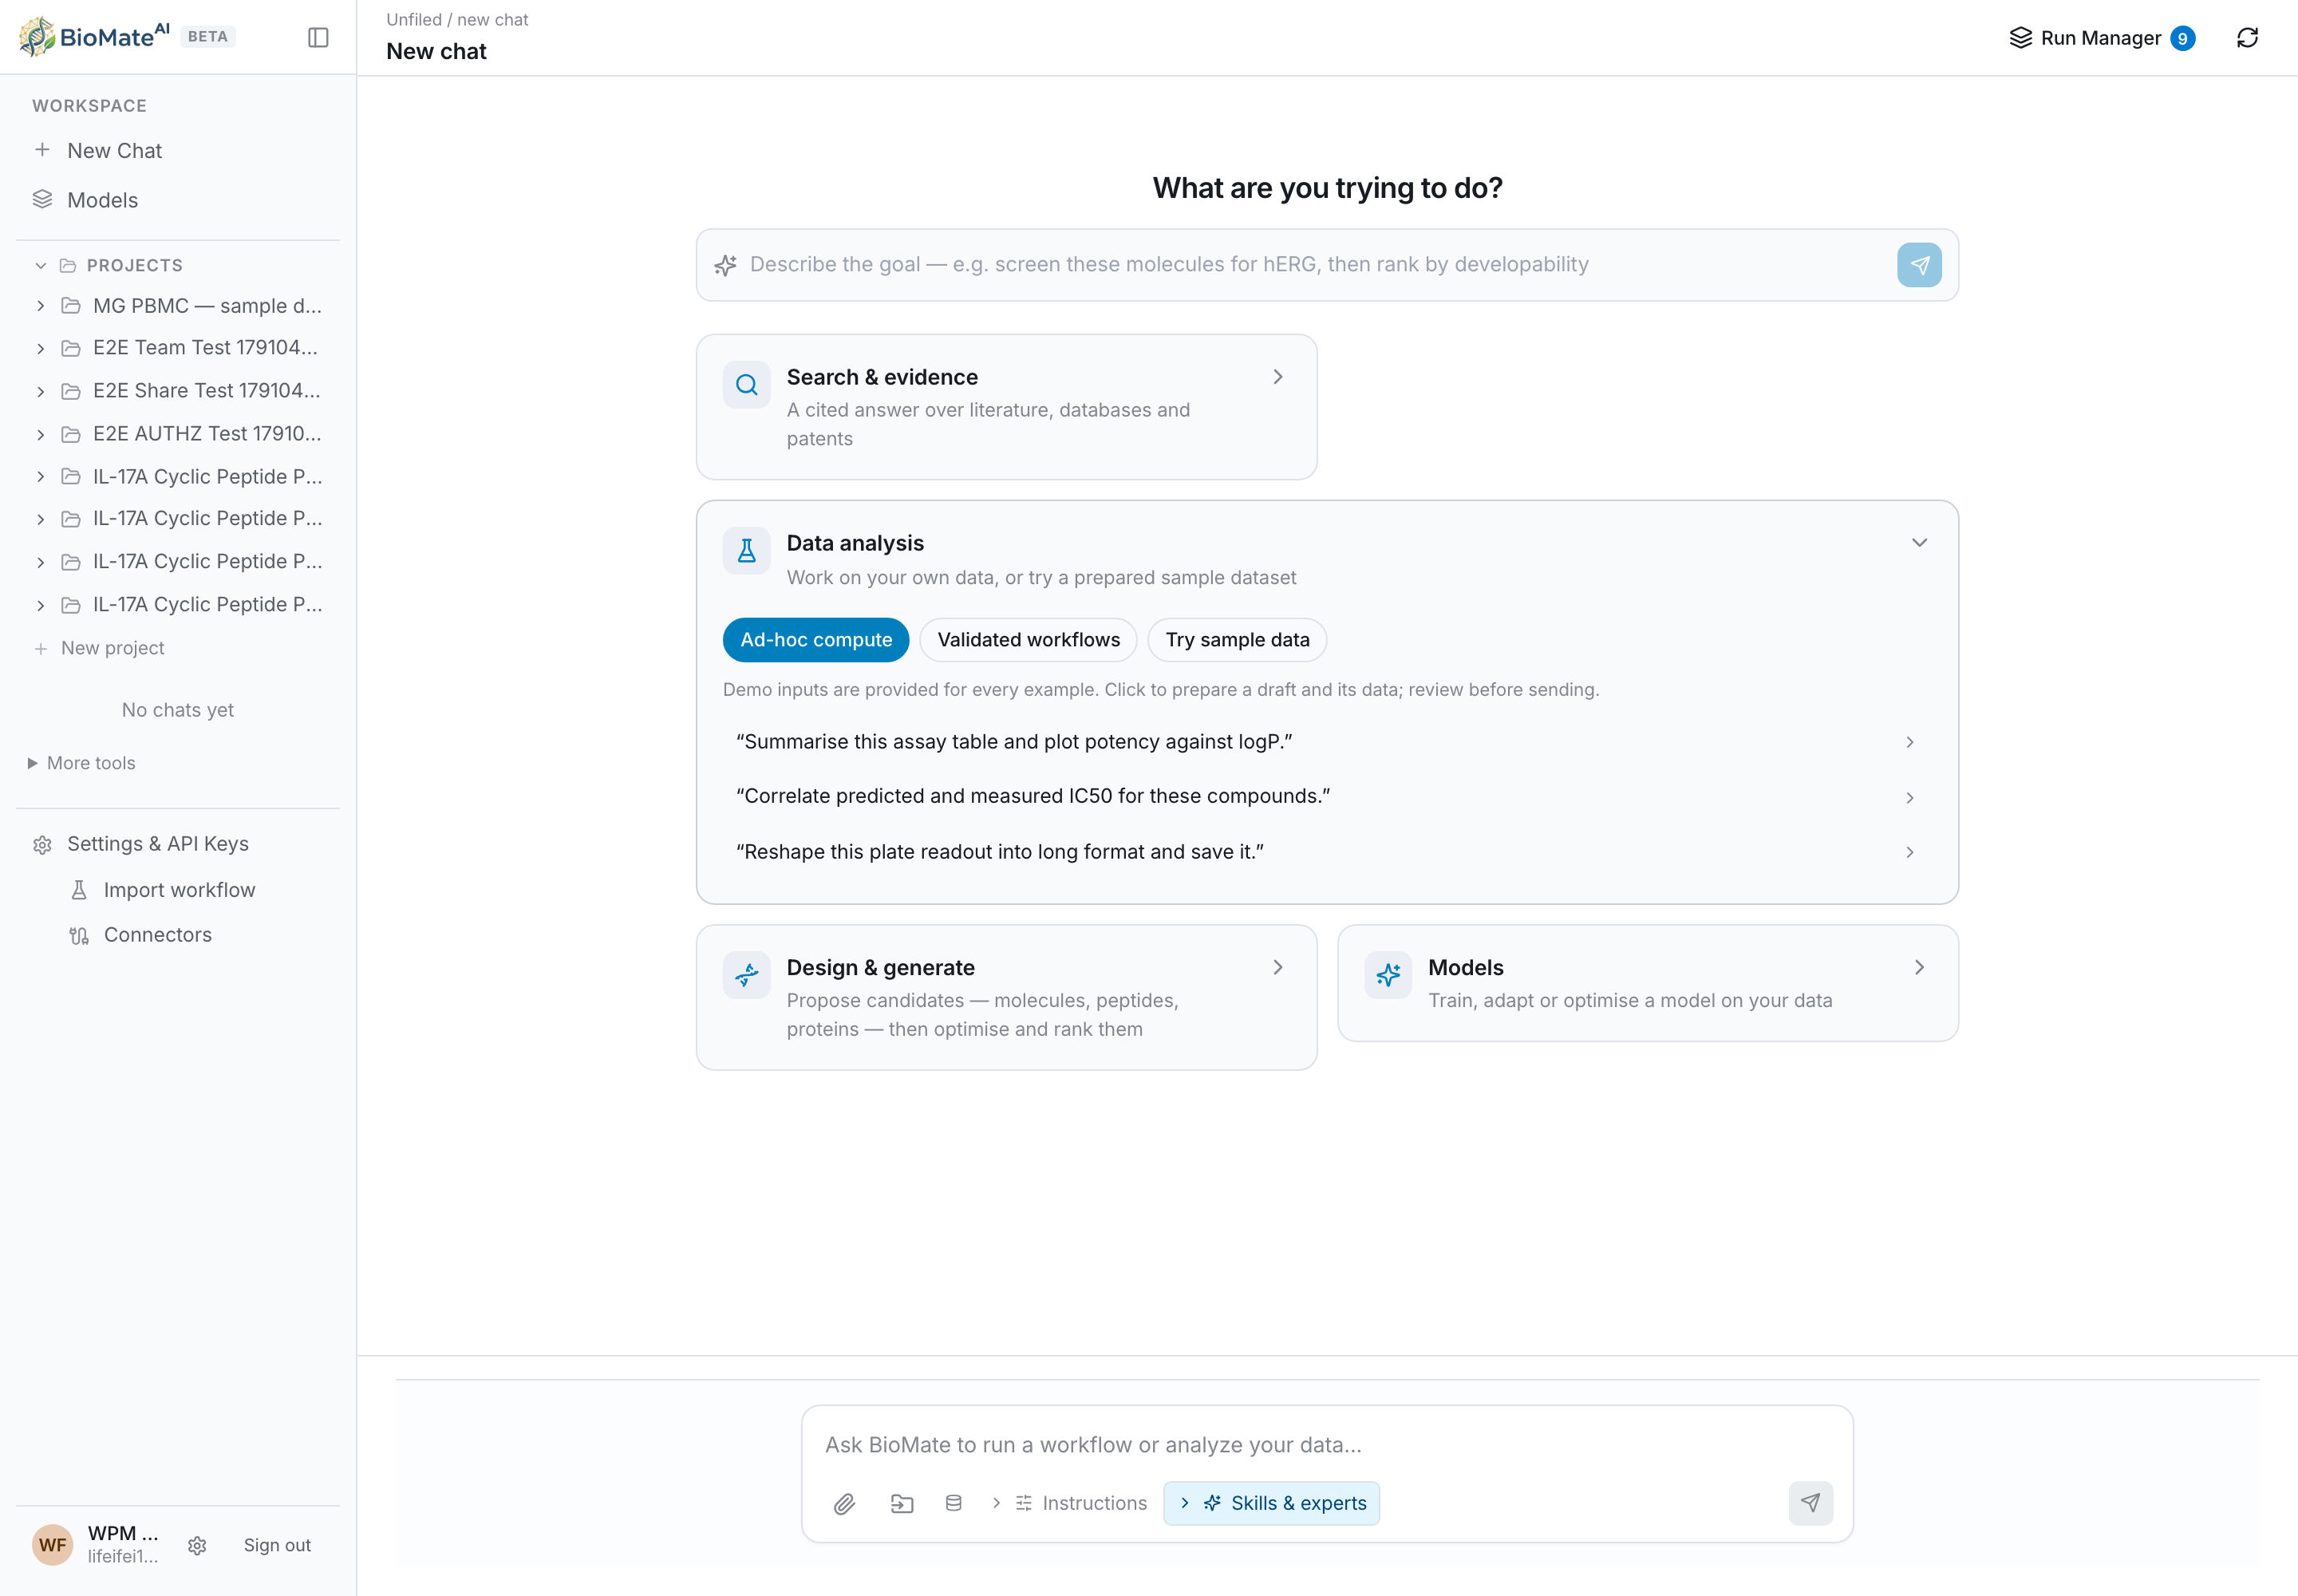 BioMate AI BETA
WORKSPACE
New Chat
Models
PROJECTS
MG PBMC — sample d...
E2E Team Test 179104...
E2E Share Test 179104...
E2E AUTHZ Test 17910...
IL-17A Cyclic Peptide P...
IL-17A Cyclic Peptide P...
IL-17A Cyclic Peptide P...
IL-17A Cyclic Peptide P...
New project
No chats yet
More tools
Settings & API Keys
Import workflow
Connectors
WF
WPM ...
lifeifei1...
Sign out
Unfiled / new chat
New chat
Run Manager 9
What are you trying to do?
Describe the goal — e.g. screen these molecules for hERG, then rank by developability
Search & evidence
A cited answer over literature, databases and
patents
Data analysis
Work on your own data, or try a prepared sample dataset
Ad-hoc compute
Validated workflows
Try sample data
Demo inputs are provided for every example. Click to prepare a draft and its data; review before sending.
“Summarise this assay table and plot potency against logP.”
“Correlate predicted and measured IC50 for these compounds.”
“Reshape this plate readout into long format and save it.”
Design & generate
Propose candidates — molecules, peptides,
proteins — then optimise and rank them
Models
Train, adapt or optimise a model on your data
Ask BioMate to run a workflow or analyze your data...
Instructions
Skills & experts